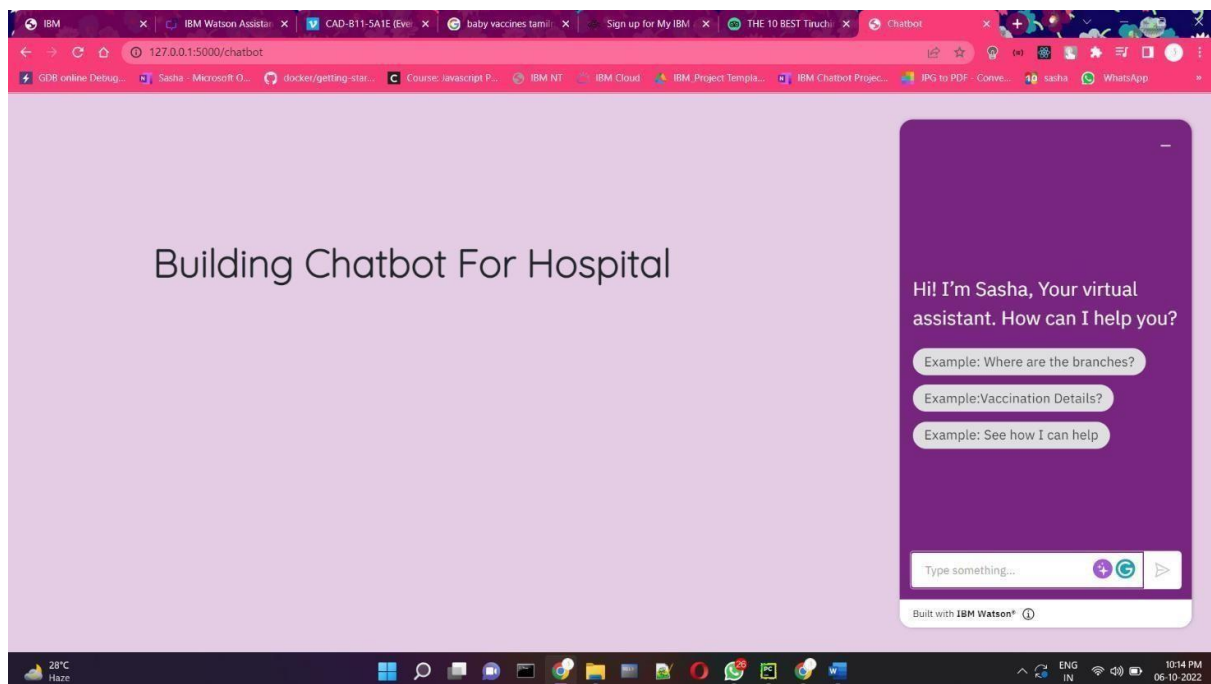 IBM
IBM Watson Assistan
CAD-B11-5A1E (Eve
baby vaccines tamil
Sign up for My IBM
THE 10 BEST Tiruchi
Chatbot
127.0.0.1:5000/chatbot
GDB online Debug...
Sasha - Microsoft O...
docker/getting-star...
Course: Javascript P...
IBM NT
IBM Cloud
IBM_Project Templa...
IBM Chatbot Projec...
JPG to PDF - Conve...
sasha
WhatsApp
Building Chatbot For Hospital
Hi! I'm Sasha, Your virtual
assistant. How can I help you?
Example: Where are the branches?
Example:Vaccination Details?
Example: See how I can help
Type something...
Built with IBM Watson®
28°C
Haze
ENG
IN
10:14 PM
06-10-2022